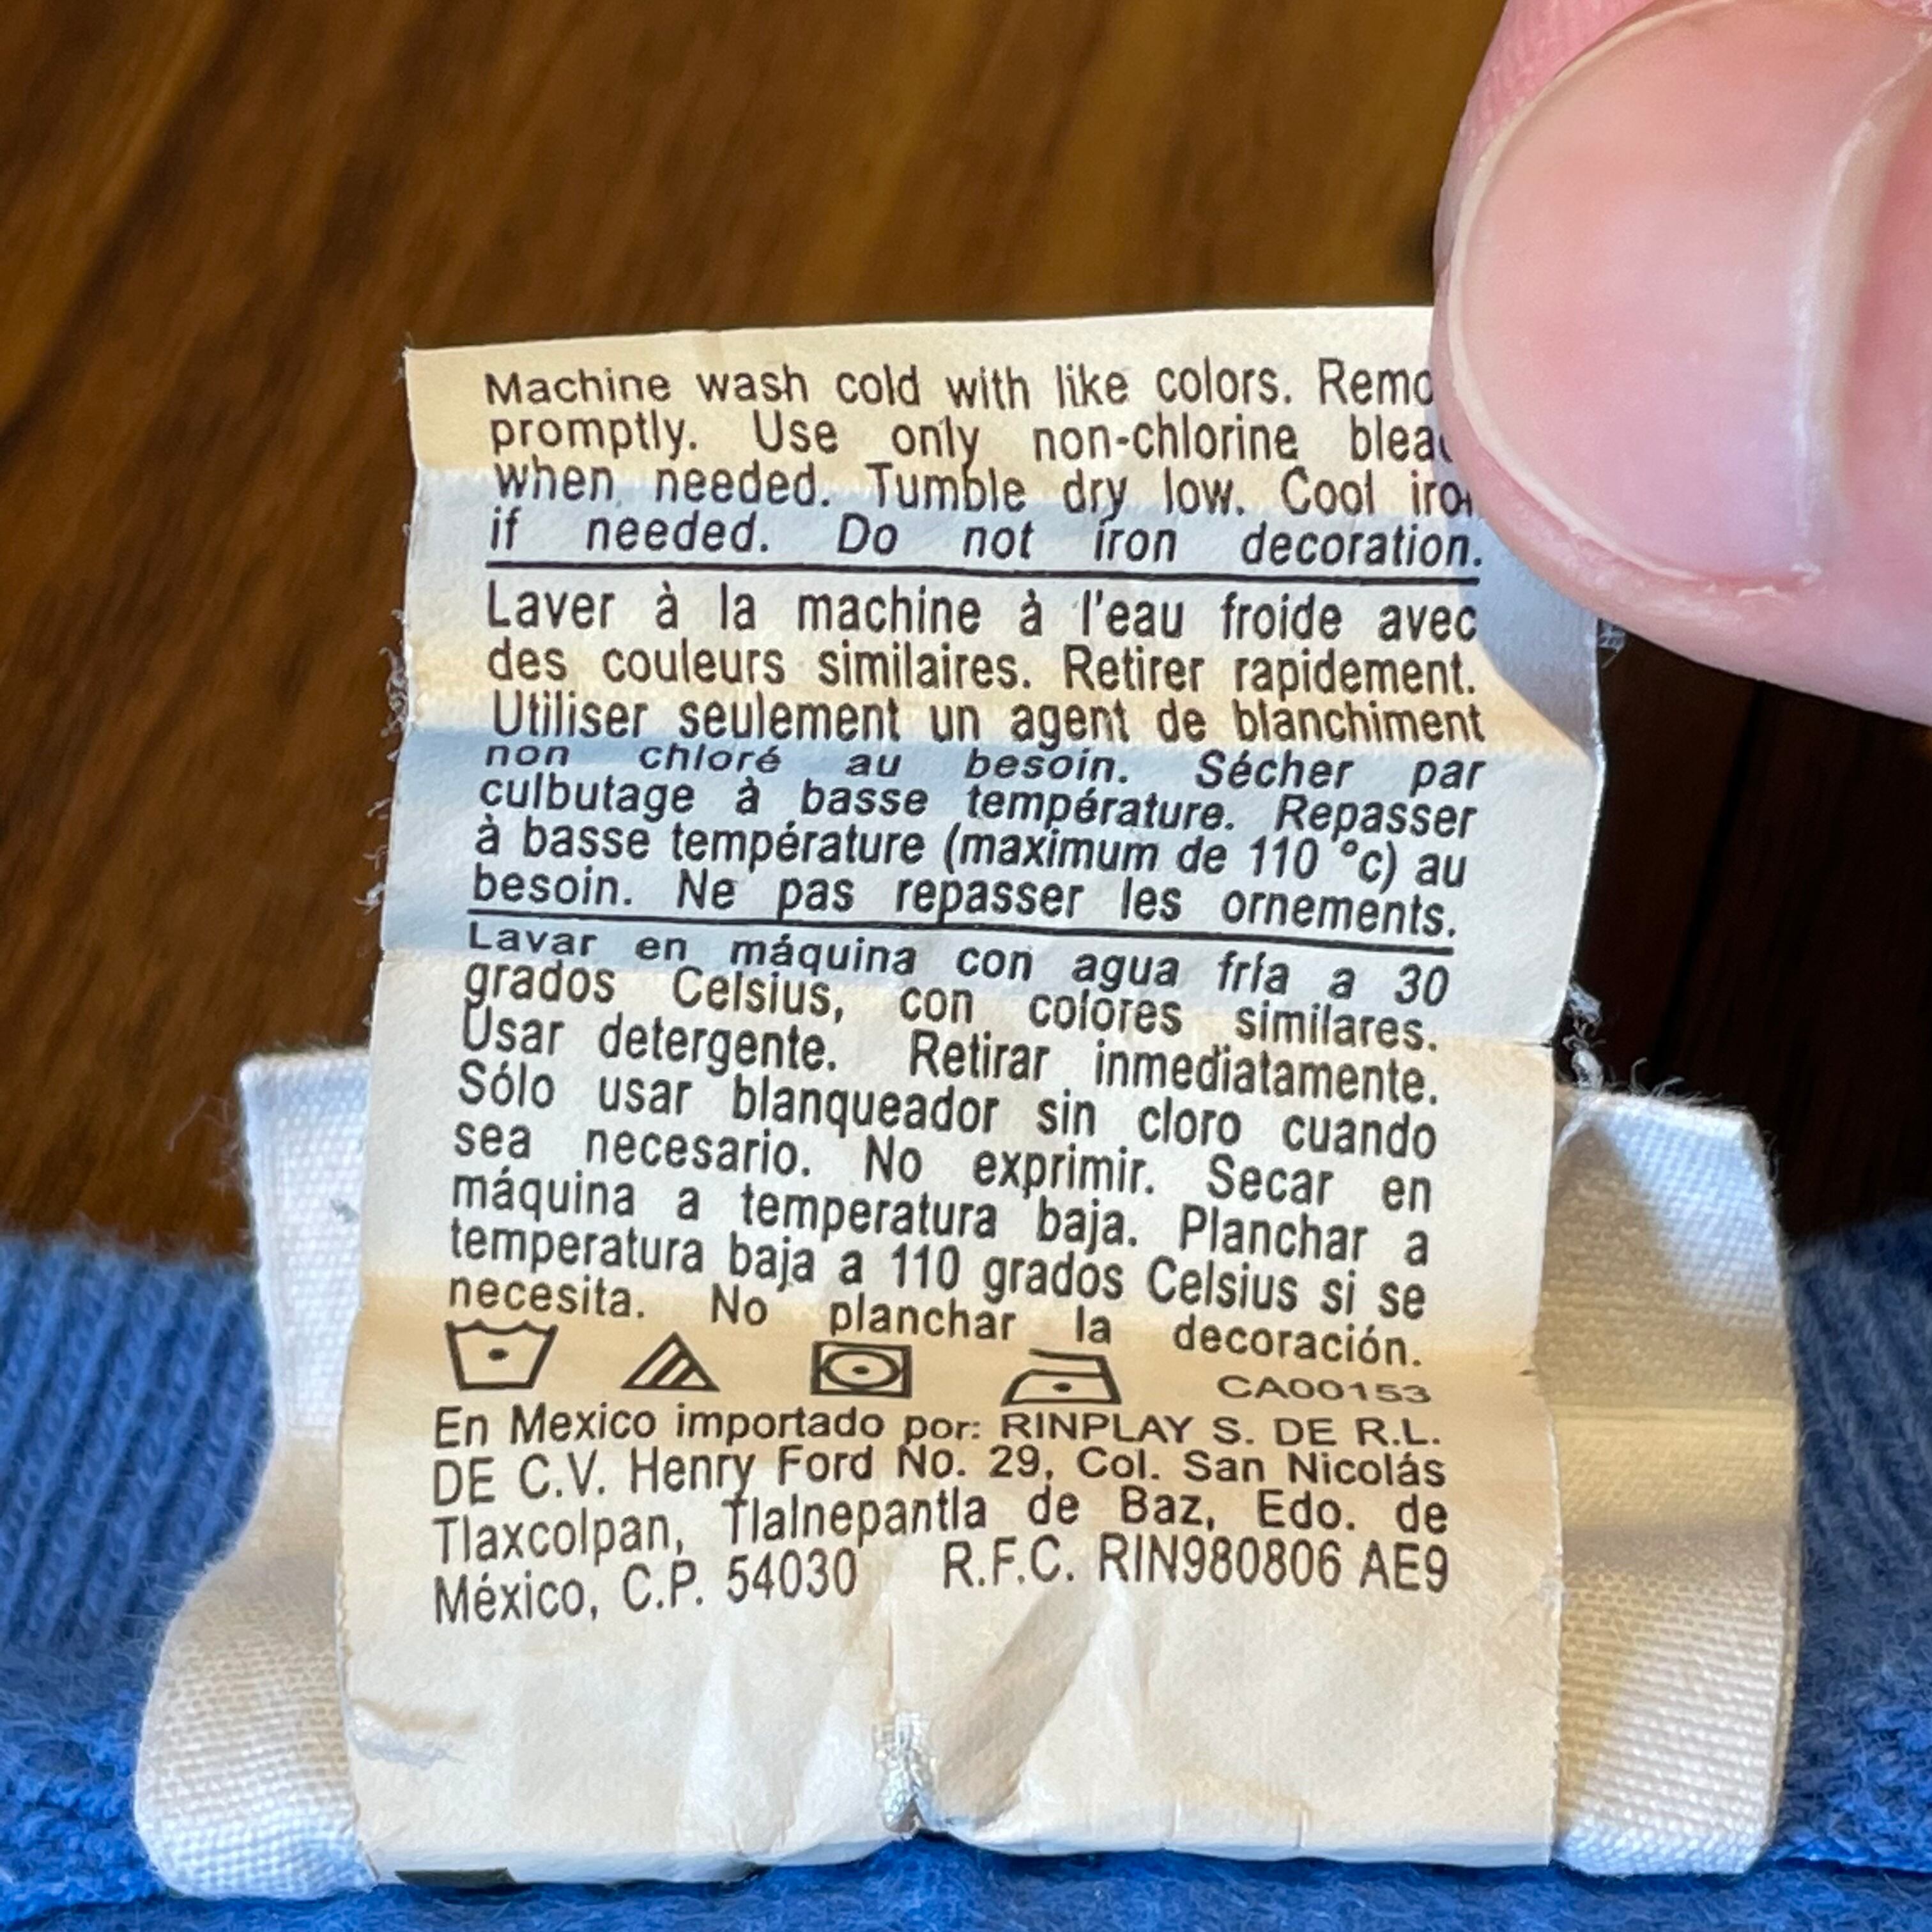 Machine wash cold with like colors.
promptly. Use only non-chlorine
when needed. Tumble dry low. Cool
if needed. Do not iron decoration.
Laver à la machine à l'eau froide avec
des couleurs similaires. Retirer rapidement.
Utiliser seulement un agent de blanchiment
non chloré au besoin. Sécher par
culbutage à basse température. Repasser
à basse température (maximum de 110 °c) au
besoin. Ne pas repasser les ornements.
Lavar en máquina con agua fría a 30
grados Celsius, con colores similares.
Usar detergente. Retirar inmediatamente.
Sólo usar blanqueador sin cloro cuando
sea necesario. No exprimir. Secar en
máquina a temperatura baja. Planchar a
temperatura baja a 110 grados Celsius si se
necesita. No planchar la decoración.
CA00153
En Mexico importado por: RINPLAY S. DE R.L.
DE C.V. Henry Ford No. 29, Col. San Nicolás
Tlaxcolpan, Tlalnepantla de Baz, Edo. de
México, C.P. 54030 R.F.C. RIN980806 AE9